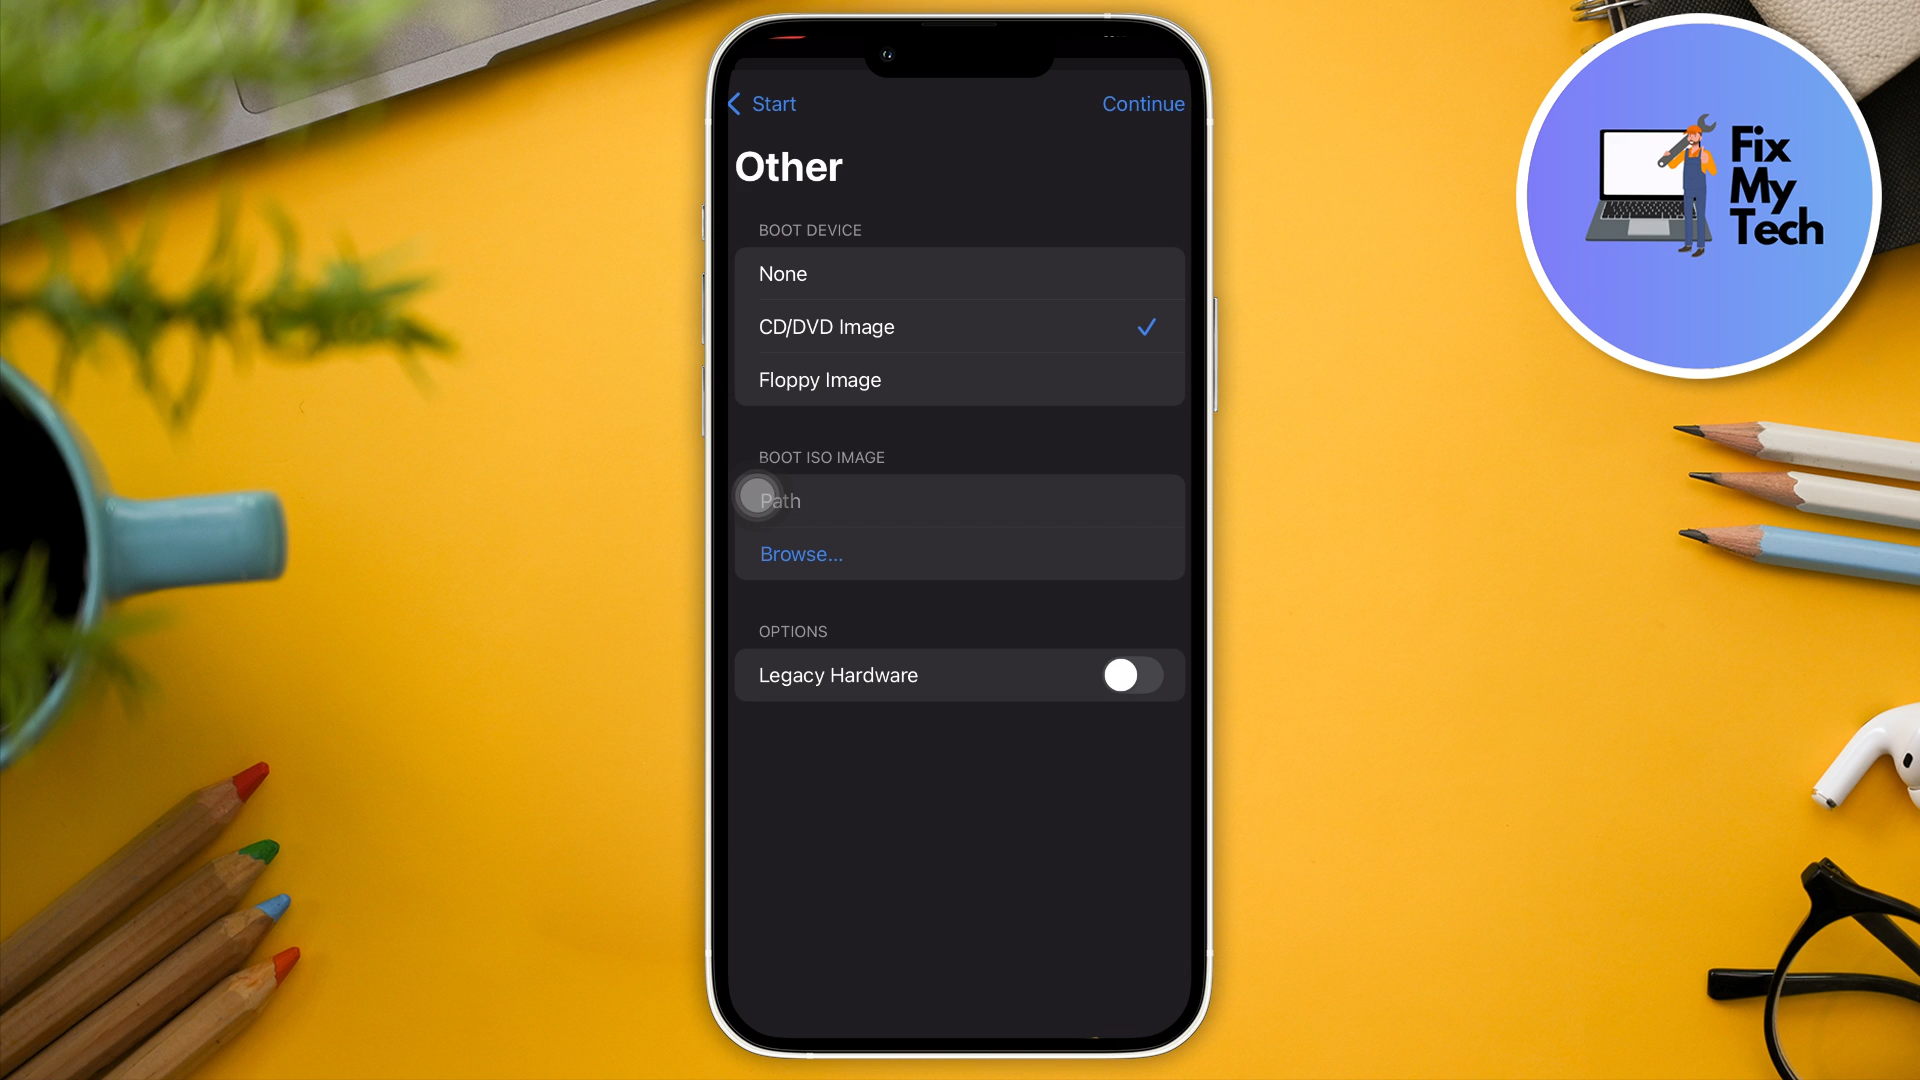 Start
Continue
Other
BOOT DEVICE
None
CD/DVD Image
Floppy Image
BOOT ISO IMAGE
Path
Browse...
OPTIONS
Legacy Hardware
Fix
My
Tech